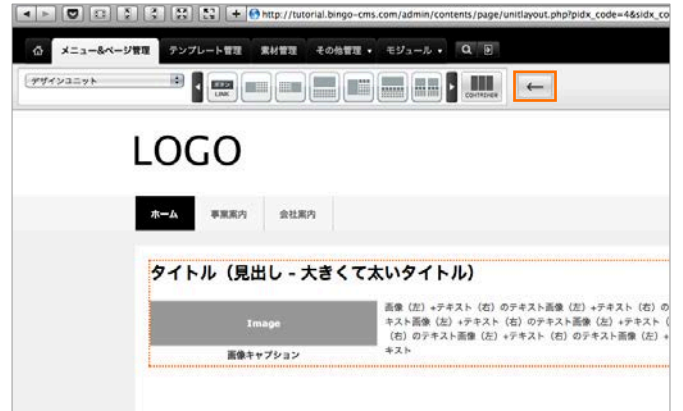 http://tutorial.bingo-cms.com/admin/contents/page/unitlayout.php?pidx_code=4&sidx_co
メニュー&ページ管理 テンプレート管理 素材管理 その他管理 モジュール
デザインユニット
ボタン
LINK
CONTAINER
LOGO
ホーム 事業案内 会社案内
タイトル（見出し - 大きくて太いタイトル）
画像（左）+テキスト（右）のテキスト画像（左）+テキスト（右）の
キスト画像（左）+テキスト（右）のテキスト画像（左）+テキスト（
（右）のテキスト画像（左）+テキスト（右）のテキスト画像（左）+
キスト
Image
画像キャプション